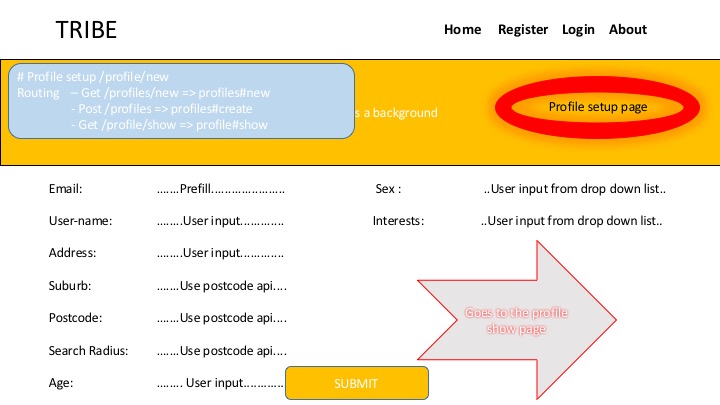 TRIBE
Home Register Login About
# Profile setup /profile/new
Routing – Get /profiles/new => profiles#new
- Post /profiles => profiles#create
- Get /profile/show => profile#show
s a background
Profile setup page
Email: .......Prefill......................
Sex : ..User input from drop down list..
User-name: ........User input.............
Interests: ..User input from drop down list..
Address: ........User input.............
Suburb: .......Use postcode api....
Postcode: .......Use postcode api....
Goes to the profile
show page
Search Radius: .......Use postcode api....
Age: ........ User input............
SUBMIT